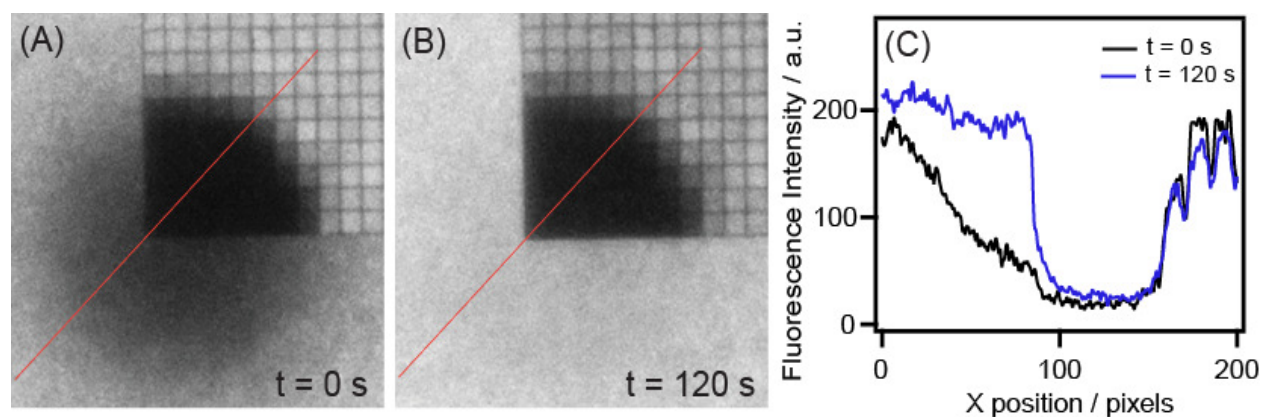 (A)
t = 0 s
(B)
t = 120 s
(C)
t = 0 s
t = 120 s
Fluorescence Intensity / a.u.
200
100
0
0
100
200
X position / pixels